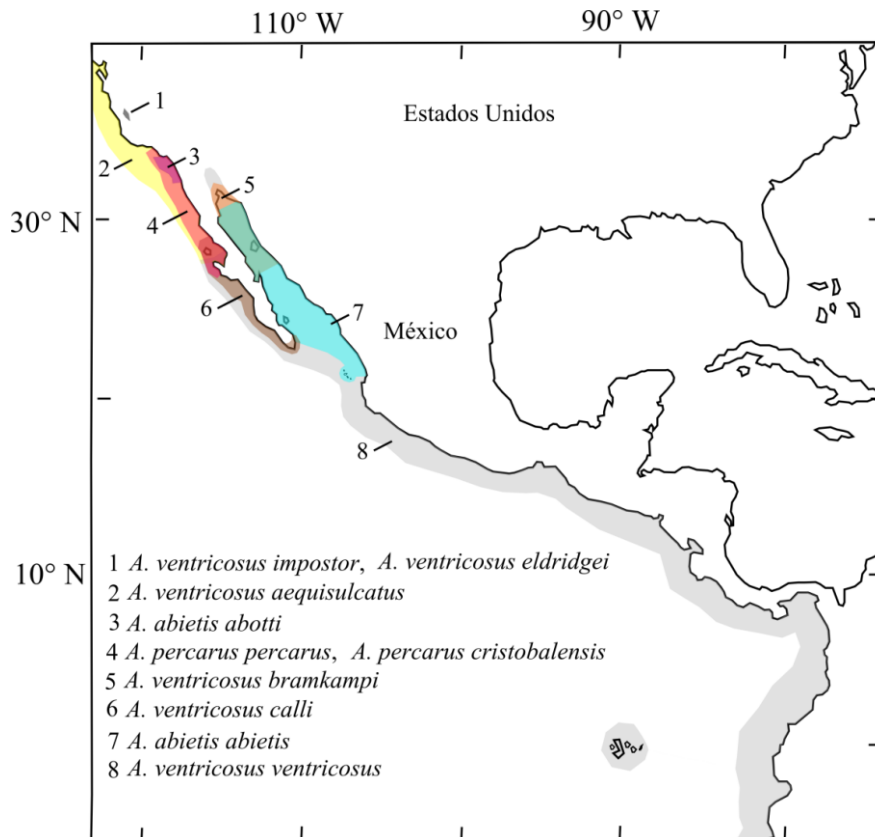 110° W
90° W
1
Estados Unidos
2
3
5
30° N
4
6
7
México
8
10° N
1 A. ventricosus impostor, A. ventricosus eldridgei
2 A. ventricosus aequisulcatus
3 A. abietis abotti
4 A. percarus percarus, A. percarus cristobalensis
5 A. ventricosus bramkampi
6 A. ventricosus calli
7 A. abietis abietis
8 A. ventricosus ventricosus